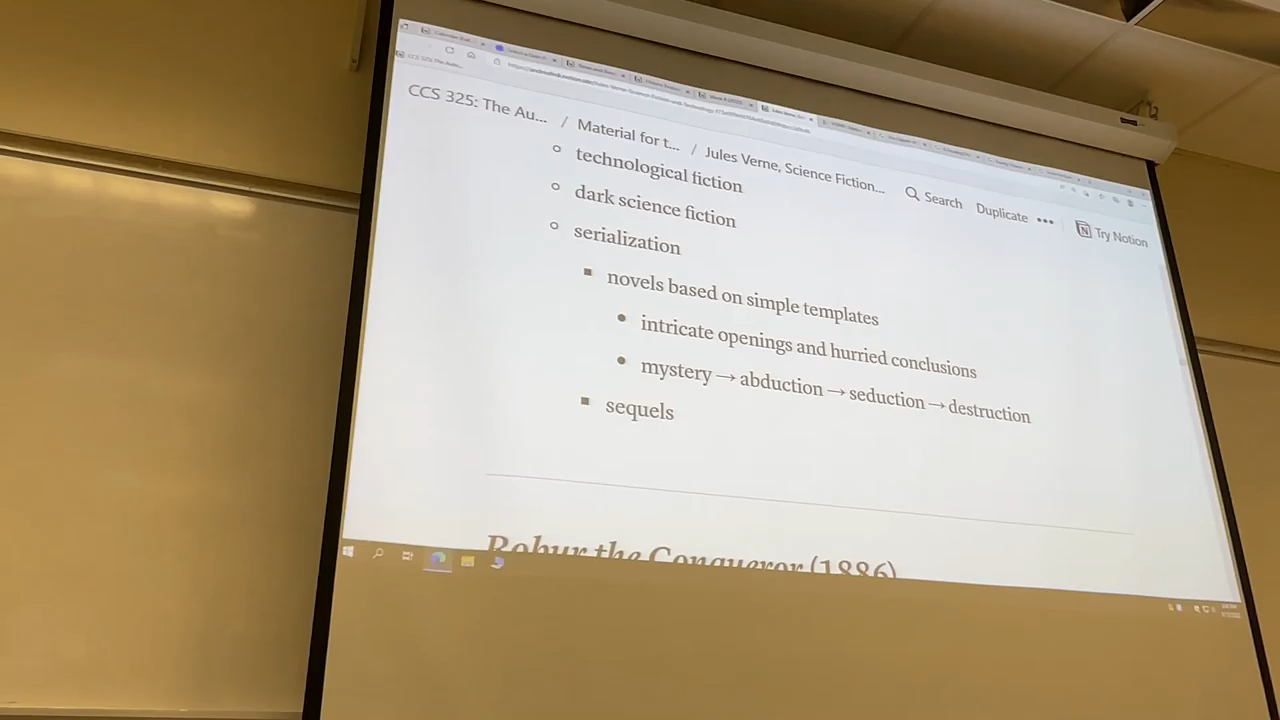 CCS 325: The Au... / Material for t... / Jules Verne, Science Fiction...
Search Duplicate ••• Try Notion
technological fiction
dark science fiction
serialization
novels based on simple templates
intricate openings and hurried conclusions
mystery → abduction → seduction → destruction
sequels
Robur the Conqueror (1886)